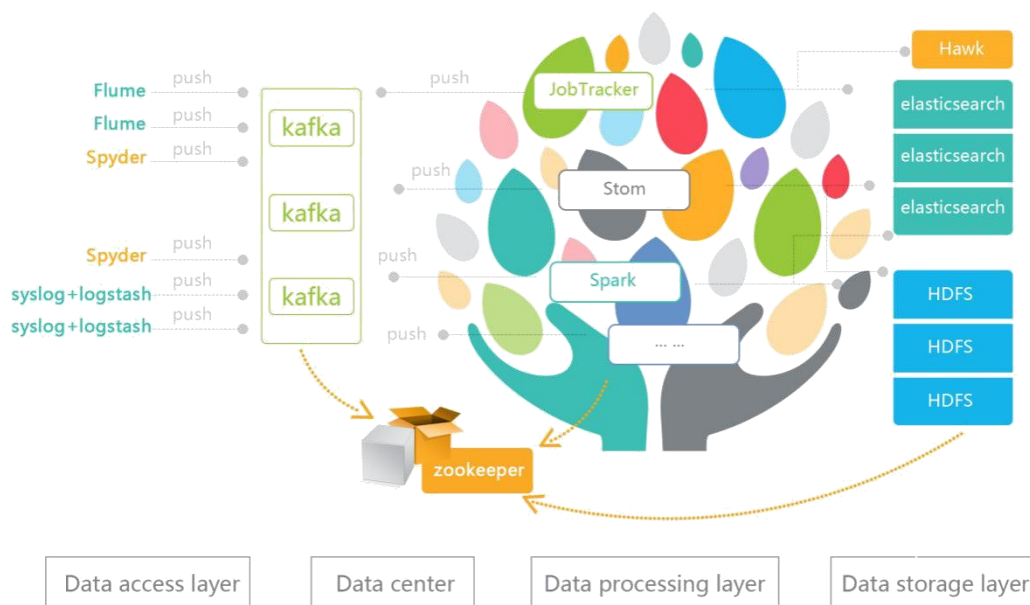 Flume
push
Flume
push
Spyder
push
Spyder
push
syslog+logstash
push
syslog+logstash
push
kafka
kafka
kafka
push
push
push
push
JobTracker
Stom
Spark
... ...
Hawk
elasticsearch
elasticsearch
elasticsearch
HDFS
HDFS
HDFS
zookeeper
Data access layer
Data center
Data processing layer
Data storage layer